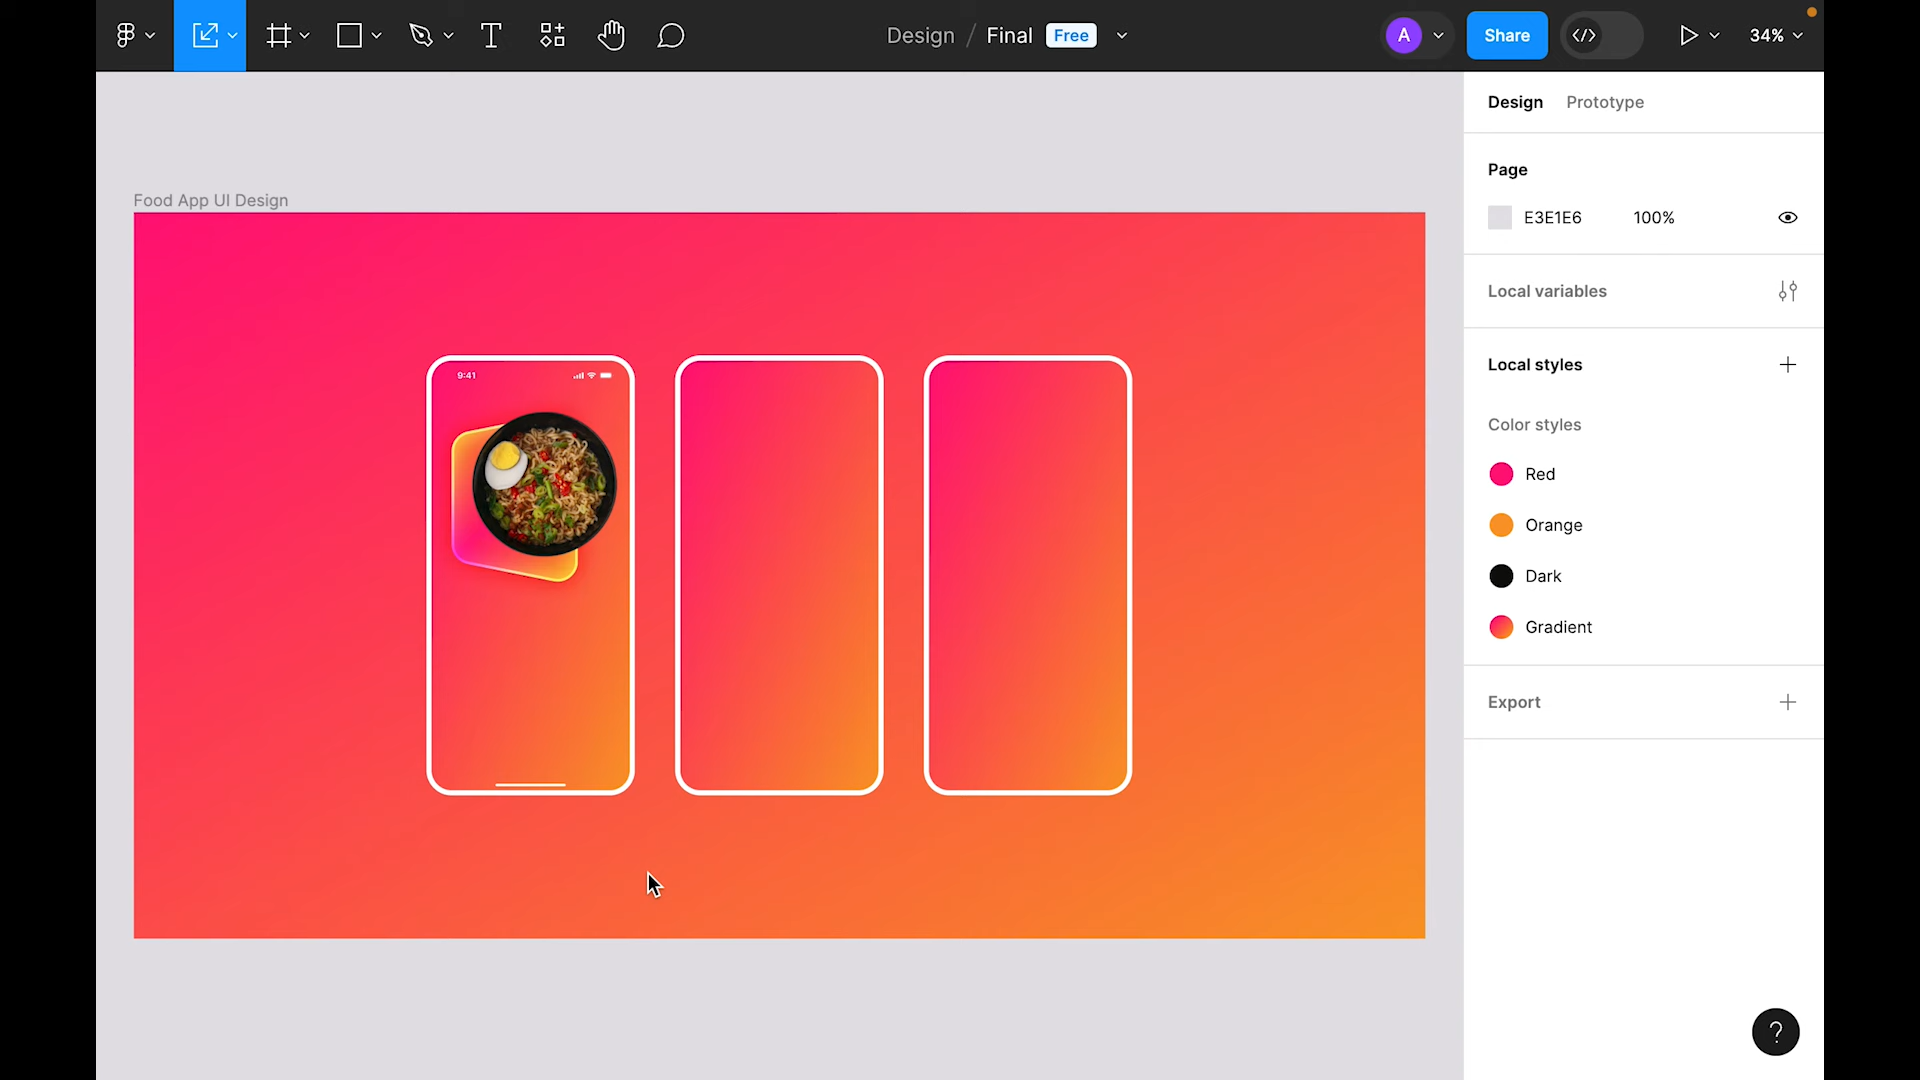 Design / Final Free
A
Share
34%
Design Prototype
Page
E3E1E6 100%
Local variables
Local styles
Color styles
Red
Orange
Dark
Gradient
Export
Food App UI Design
9:41
?